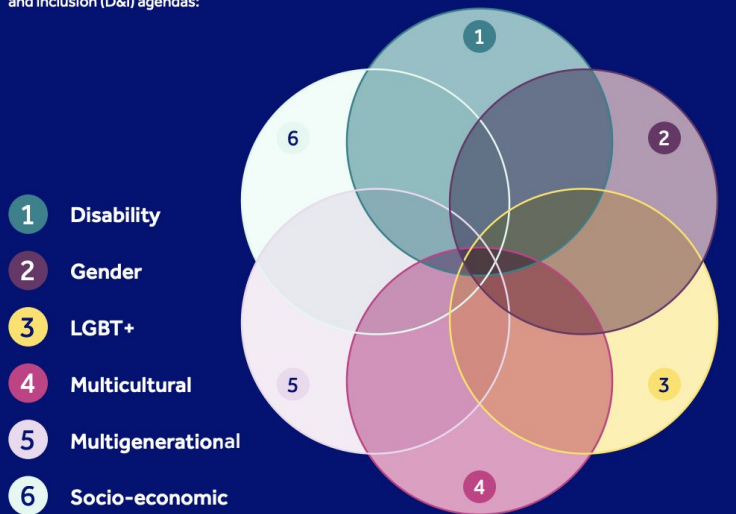 and inclusion (D&I) agendas:
1
6
2
1 Disability
2 Gender
3 LGBT+
4 Multicultural
5 Multigenerational
6 Socio-economic
5
3
4